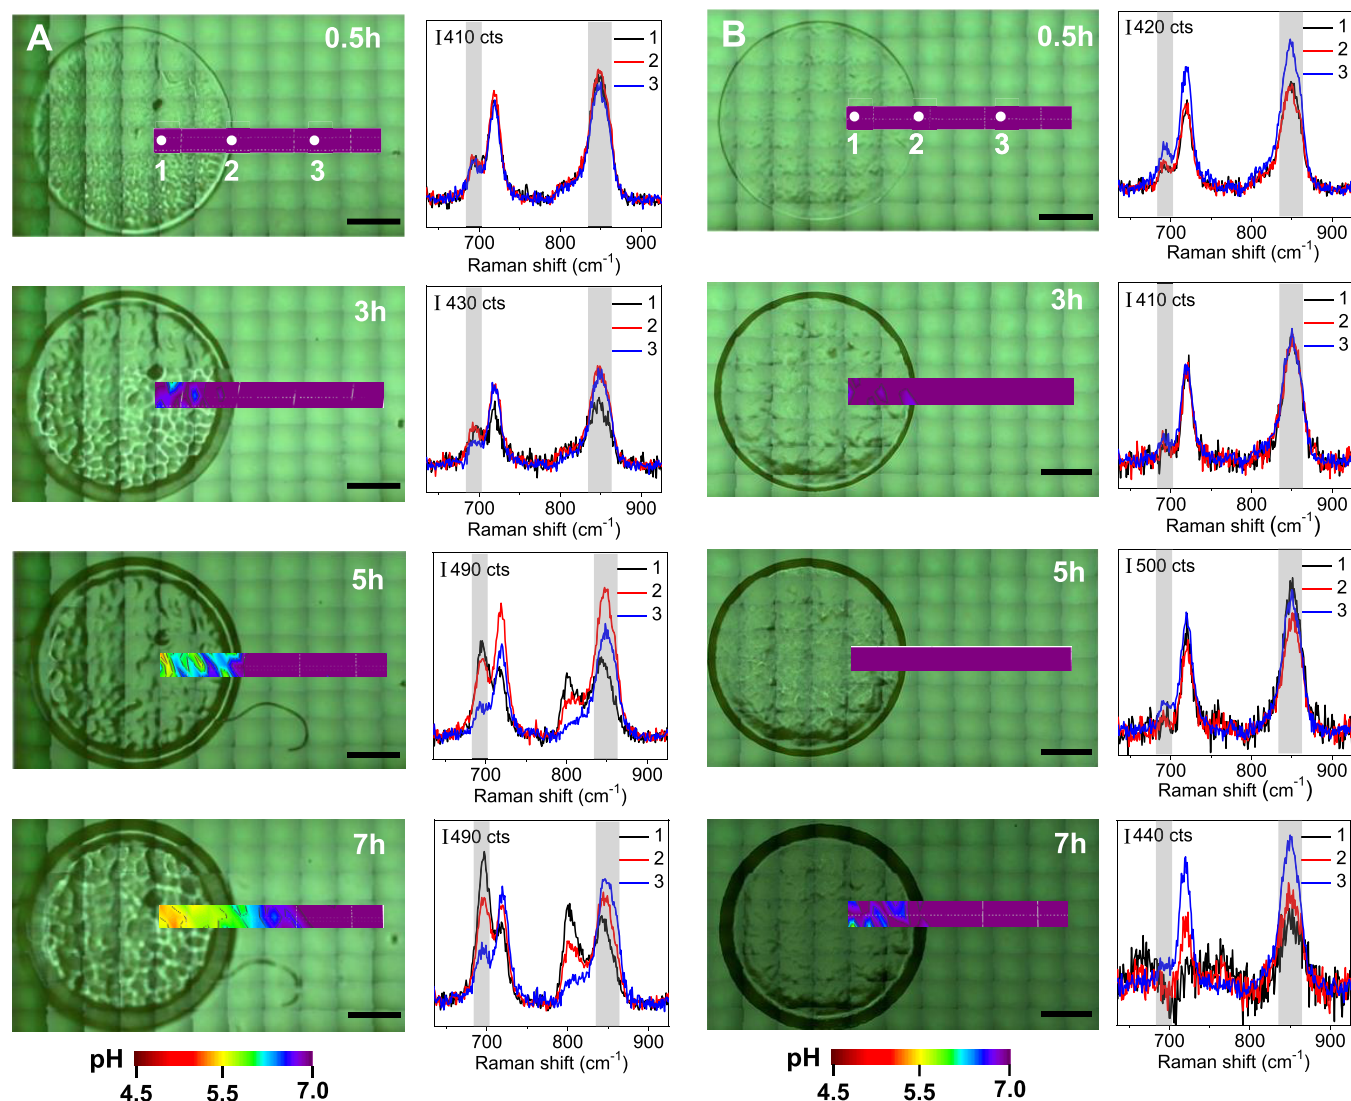 A
0.5h
1 2 3
410 cts
1
2
3
700 800 900
Raman shift (cm-1)
B
0.5h
1 2 3
420 cts
1
2
3
700 800 900
Raman shift (cm-1)
3h
430 cts
1
2
3
700 800 900
Raman shift (cm-1)
3h
410 cts
1
2
3
700 800 900
Raman shift (cm-1)
5h
490 cts
1
2
3
700 800 900
Raman shift (cm-1)
5h
500 cts
1
2
3
700 800 900
Raman shift (cm-1)
7h
490 cts
1
2
3
700 800 900
Raman shift (cm-1)
7h
440 cts
1
2
3
700 800 900
Raman shift (cm-1)
pH
4.5 5.5 7.0
pH
4.5 5.5 7.0